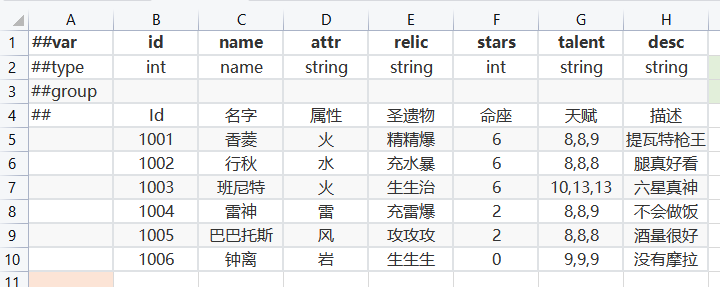 A B C D E F G H
1 ##var id name attr relic stars talent desc
2 ##type int name string string int string string
3 ##group
4 ## Id 名字 属性 圣遗物 命座 天赋 描述
5 1001 香菱 火 精精爆 6 8,8,9 提瓦特枪王
6 1002 行秋 水 充水暴 6 8,8,8 腿真好看
7 1003 班尼特 火 生生治 6 10,13,13 六星真神
8 1004 雷神 雷 充雷爆 2 8,8,9 不会做饭
9 1005 巴巴托斯 风 攻攻攻 2 8,8,8 酒量很好
10 1006 钟离 岩 生生生 0 9,9,9 没有摩拉
11